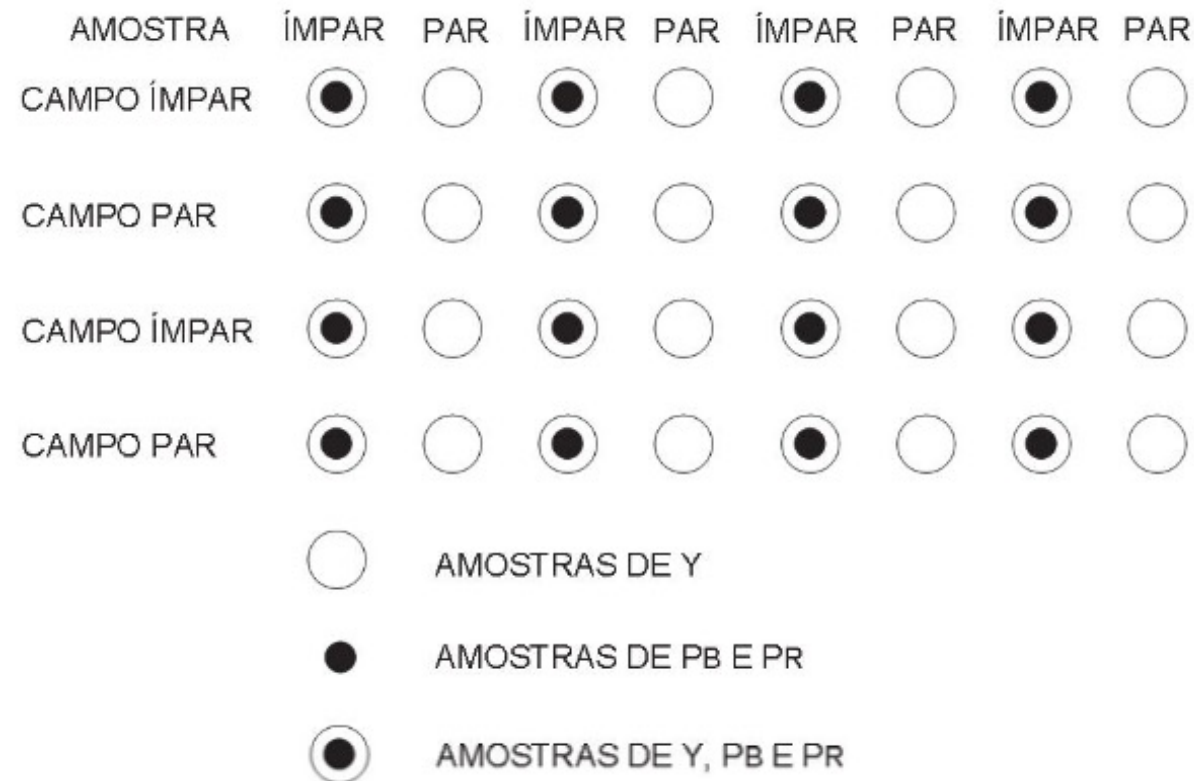 AMOSTRA ÍMPAR PAR ÍMPAR PAR ÍMPAR PAR ÍMPAR PAR
CAMPO ÍMPAR
CAMPO PAR
CAMPO ÍMPAR
CAMPO PAR
AMOSTRAS DE Y
AMOSTRAS DE PB E PR
AMOSTRAS DE Y, PB E PR